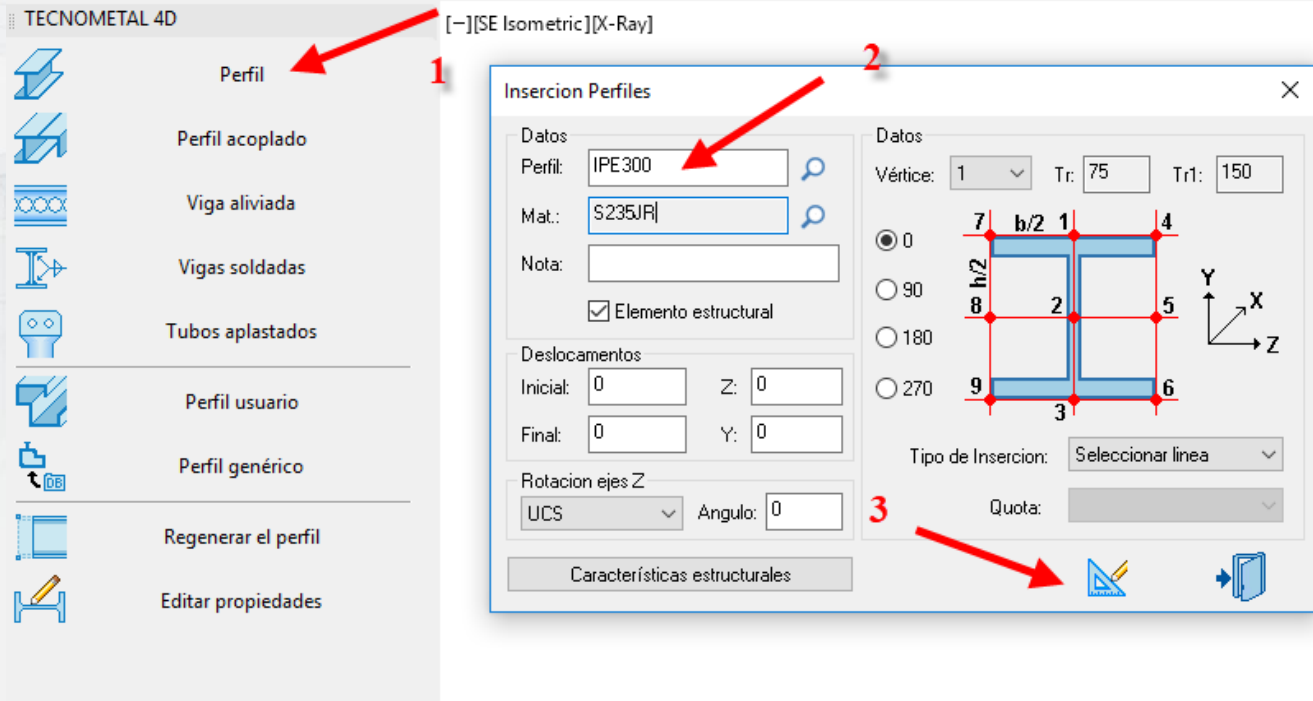 TECNOMETAL 4D
Perfil
1
Perfil acoplado
Viga aliviada
Vigas soldadas
Tubos aplastados
Perfil usuario
Perfil genérico
DB
Regenerar el perfil
Editar propiedades
[−][SE Isometric][X-Ray]
2
Insercion Perfiles
Datos
Perfil: IPE300
Mat.: S235JR
Nota:
Elemento estructural
Deslocamentos
Inicial: 0 Z: 0
Final: 0 Y: 0
Rotacion ejes Z
UCS Angulo: 0
Características estructurales
Datos
Vértice: 1 Tr: 75 Tr1: 150
0
90
180
270
7 b/2 1 4
h/2
8 2 5
9 3 6
Y
X
Z
Tipo de Insercion: Seleccionar linea
Quota:
3